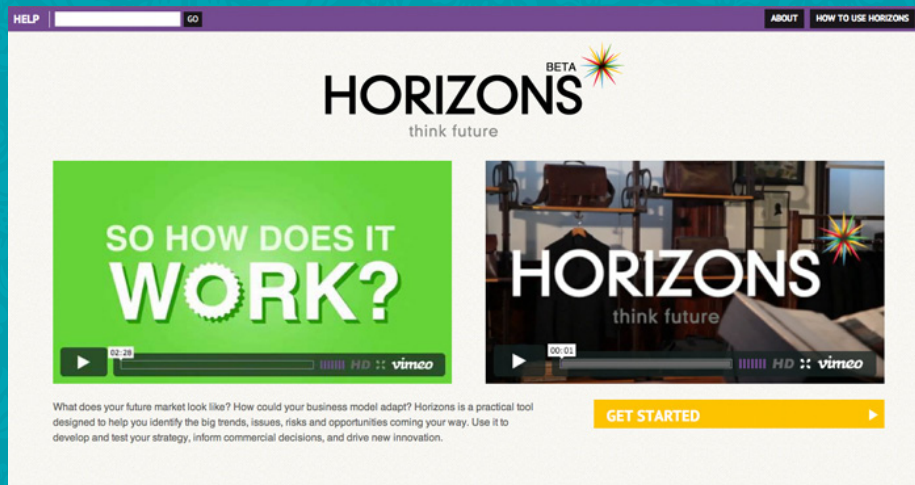 HELP GO ABOUT HOW TO USE HORIZONS
BETA
HORIZONS
think future
SO HOW DOES IT
WORK?
02:28
HD vimeo
HORIZONS
think future
00:01
HD vimeo
What does your future market look like? How could your business model adapt? Horizons is a practical tool
designed to help you identify the big trends, issues, risks and opportunities coming your way. Use it to
develop and test your strategy, inform commercial decisions, and drive new innovation.
GET STARTED